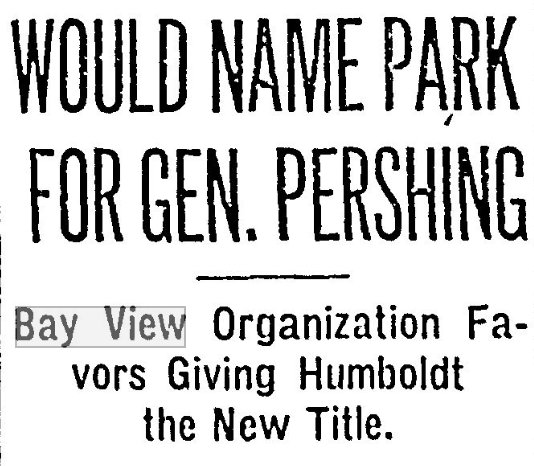 WOULD NAME PARK
FOR GEN. PERSHING
Bay View Organization Fa-
vors Giving Humboldt
the New Title.